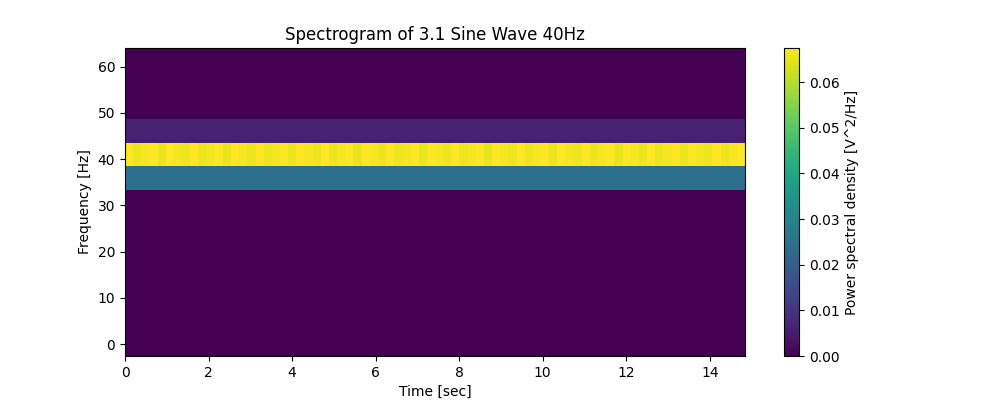 Spectrogram of 3.1 Sine Wave 40Hz
60
50
40
30
20
10
0
Frequency [Hz]
0 2 4 6 8 10 12 14
Time [sec]
0.06
0.05
0.04
0.03
0.02
0.01
0.00
Power spectral density [V^2/Hz]